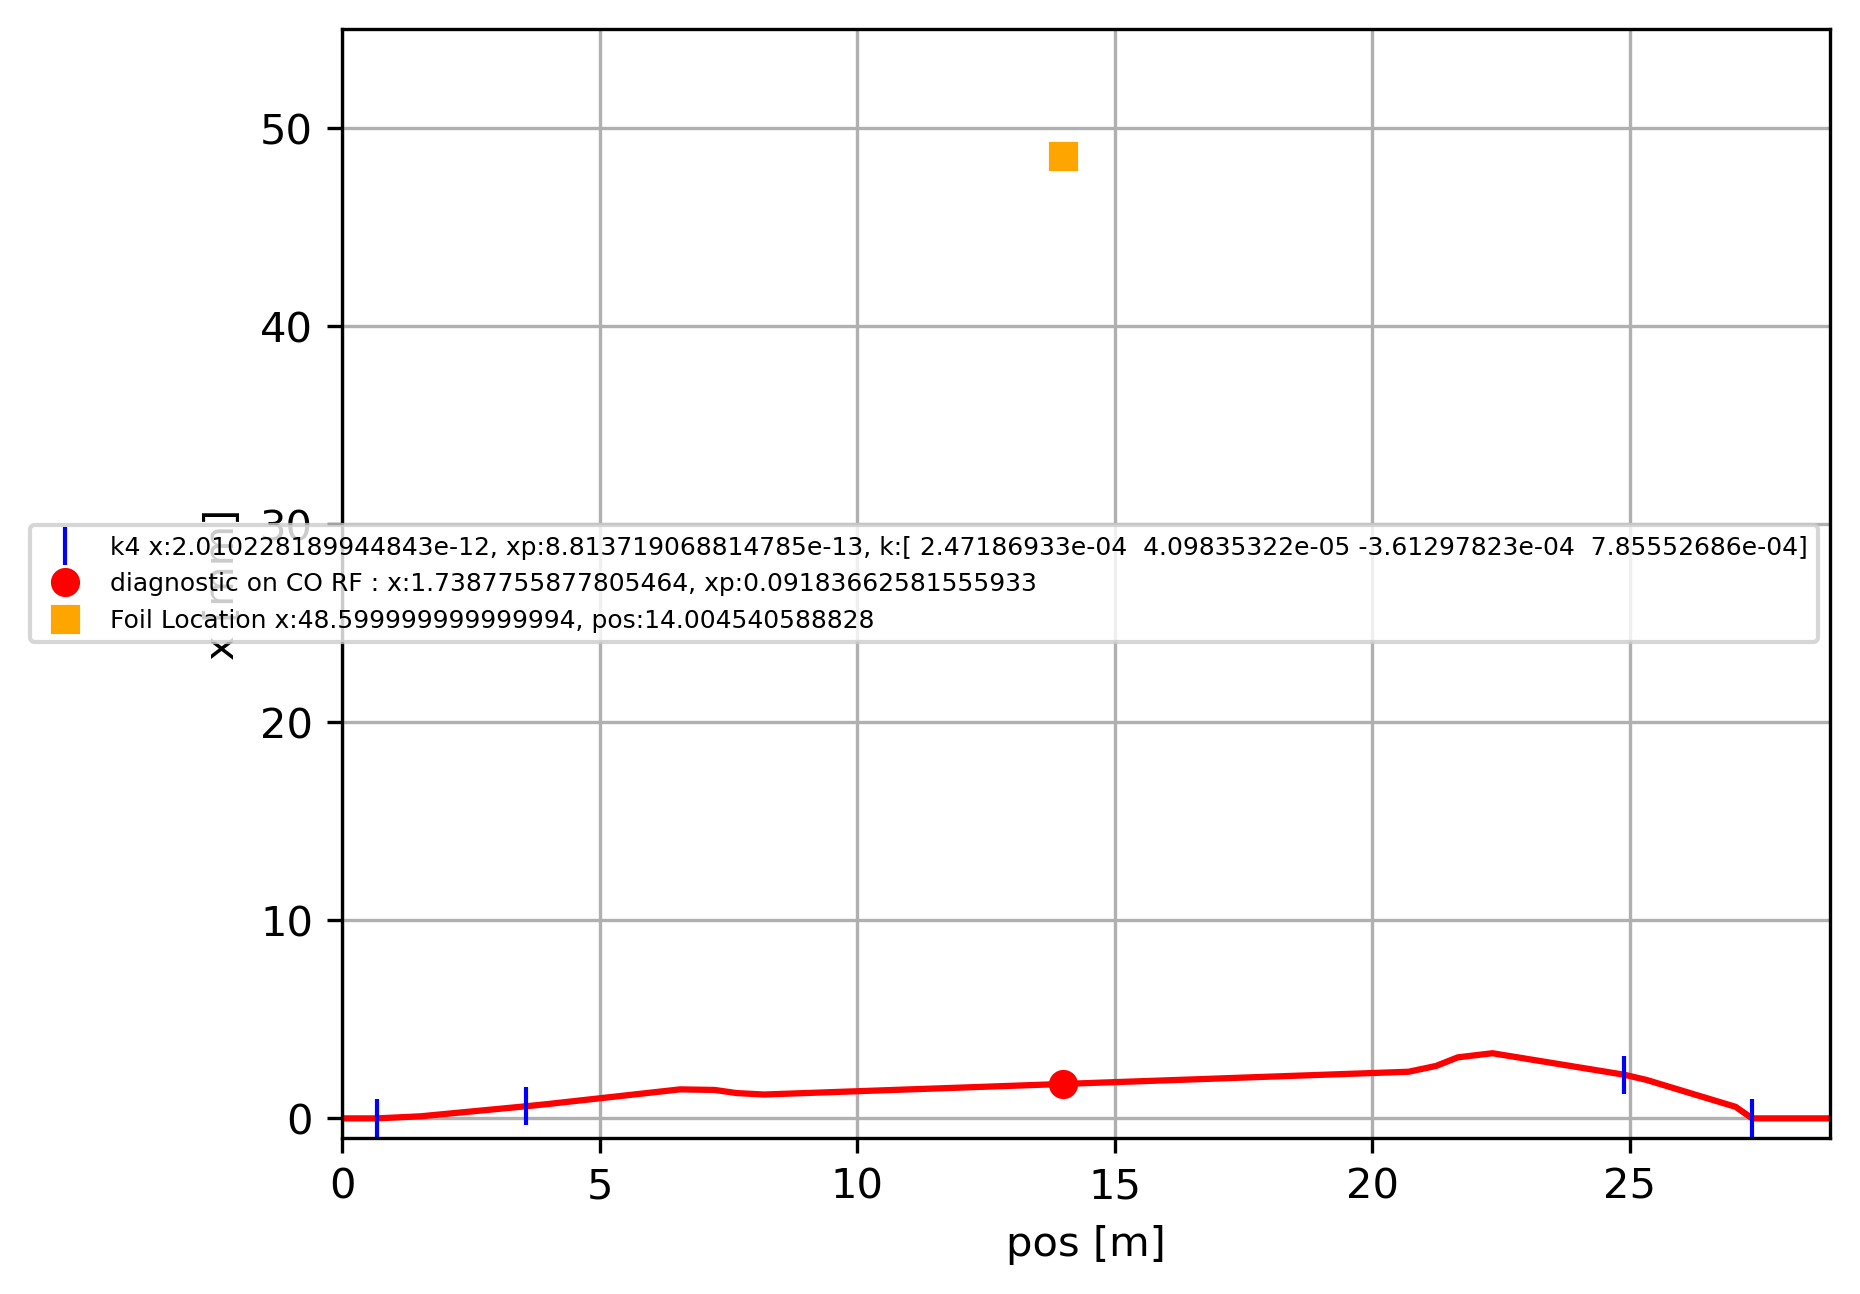 50
40
30
k4 x:2.010228189944843e-12, xp:8.813719068814785e-13, k:[ 2.47186933e-04  4.09835322e-05 -3.61297823e-04  7.85552686e-04]
diagnostic on CO RF : x:1.7387755877805464, xp:0.09183662581555933
Foil Location x:48.599999999999994, pos:14.004540588828
x [mm]
20
10
0
0 5 10 15 20 25
pos [m]